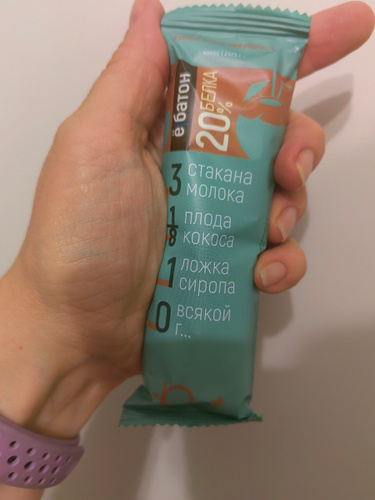 ё батон
20%
БЕЛКА
3 стакана
молока
1/8 плода
кокоса
1 ложка
сиропа
0 всякой
г...